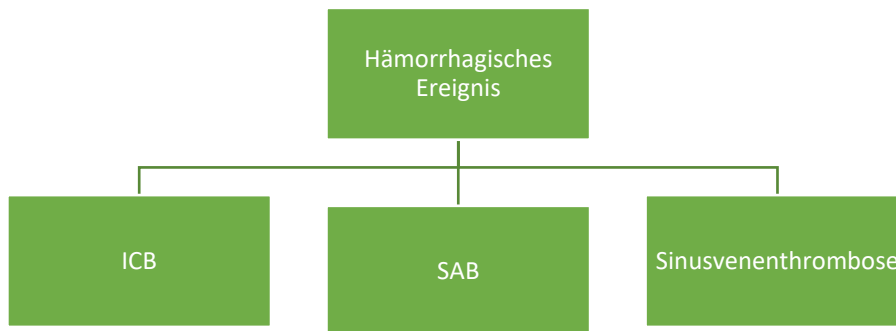 Hämorrhagisches
Ereignis
ICB
SAB
Sinusvenenthrombose